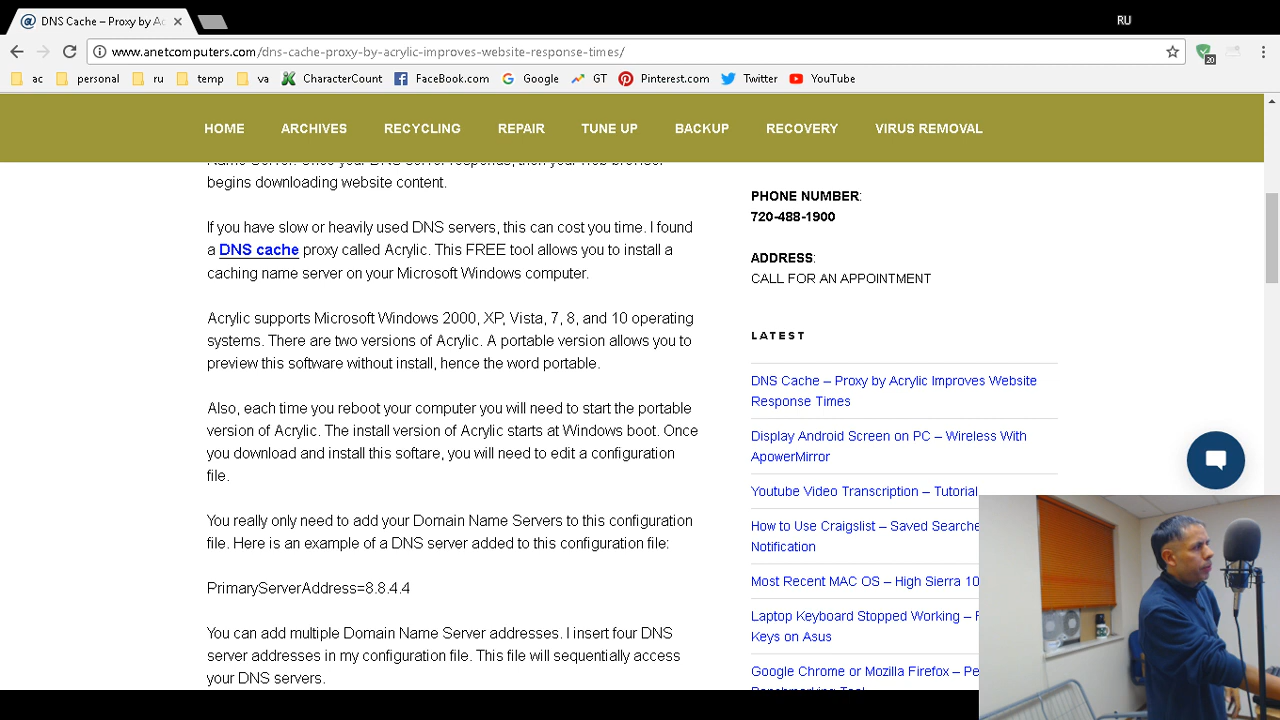 RU
DNS Cache – Proxy by Ac
www.anetcomputers.com/dns-cache-proxy-by-acrylic-improves-website-response-times/
20
ac personal ru temp va CharacterCount FaceBook.com Google GT Pinterest.com Twitter YouTube
HOME ARCHIVES RECYCLING REPAIR TUNE UP BACKUP RECOVERY VIRUS REMOVAL
Name Server. Once your DNS server responds, then your web browser
begins downloading website content.
If you have slow or heavily used DNS servers, this can cost you time. I found
a DNS cache proxy called Acrylic. This FREE tool allows you to install a
caching name server on your Microsoft Windows computer.
Acrylic supports Microsoft Windows 2000, XP, Vista, 7, 8, and 10 operating
systems. There are two versions of Acrylic. A portable version allows you to
preview this software without install, hence the word portable.
Also, each time you reboot your computer you will need to start the portable
version of Acrylic. The install version of Acrylic starts at Windows boot. Once
you download and install this softare, you will need to edit a configuration
file.
You really only need to add your Domain Name Servers to this configuration
file. Here is an example of a DNS server added to this configuration file:
PrimaryServerAddress=8.8.4.4
You can add multiple Domain Name Server addresses. I insert four DNS
server addresses in my configuration file. This file will sequentially access
your DNS servers.
PHONE NUMBER:
720-488-1900
ADDRESS:
CALL FOR AN APPOINTMENT
LATEST
DNS Cache – Proxy by Acrylic Improves Website
Response Times
Display Android Screen on PC – Wireless With
ApowerMirror
Youtube Video Transcription – Tutorial
How to Use Craigslist – Saved Searche
Notification
Most Recent MAC OS – High Sierra 10
Laptop Keyboard Stopped Working – F
Keys on Asus
Google Chrome or Mozilla Firefox – Pe
Benchmarking Tool